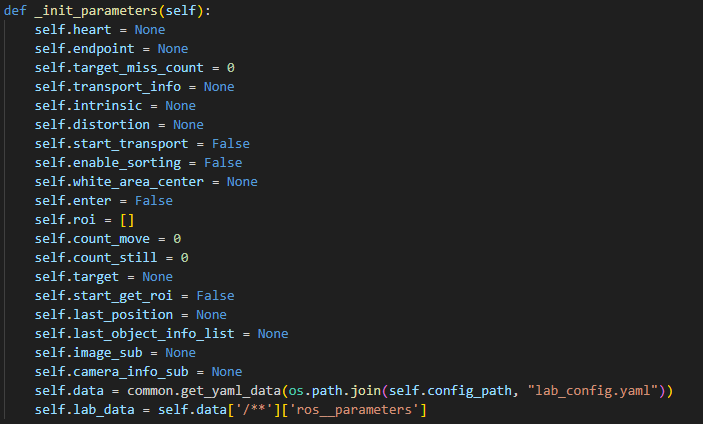 def _init_parameters(self):
    self.heart = None
    self.endpoint = None
    self.target_miss_count = 0
    self.transport_info = None
    self.intrinsic = None
    self.distortion = None
    self.start_transport = False
    self.enable_sorting = False
    self.white_area_center = None
    self.enter = False
    self.roi = []
    self.count_move = 0
    self.count_still = 0
    self.target = None
    self.start_get_roi = False
    self.last_position = None
    self.last_object_info_list = None
    self.image_sub = None
    self.camera_info_sub = None
    self.data = common.get_yaml_data(os.path.join(self.config_path, "lab_config.yaml"))
    self.lab_data = self.data['/**']['ros__parameters']